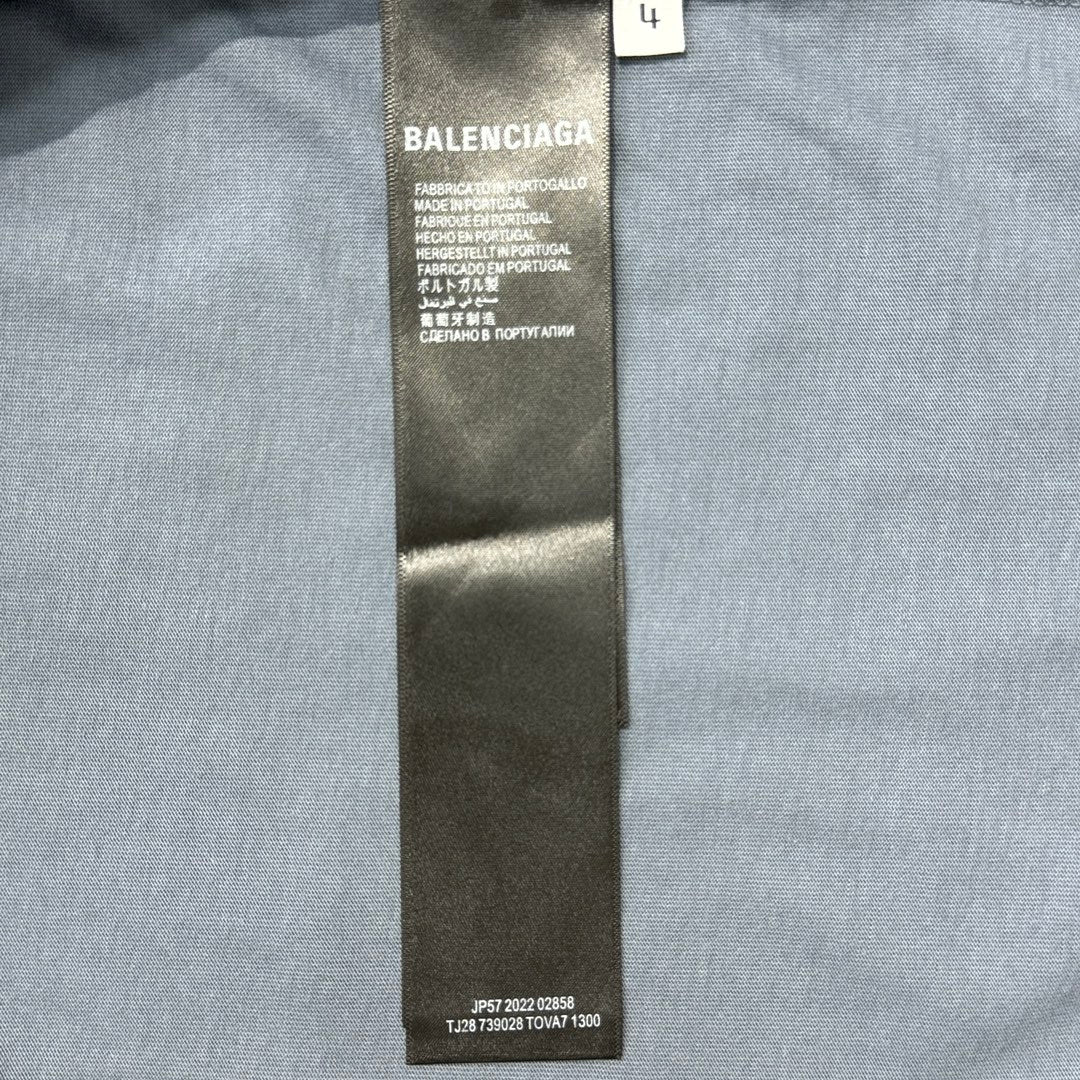 4
BALENCIAGA
FABBRICATO IN PORTOGALLO
MADE IN PORTUGAL
FABRIQUE EN PORTUGAL
HECHO EN PORTUGAL
HERGESTELLT IN PORTUGAL
FABRICADO EM PORTUGAL
ポルトガル製
صنع في البرتغال
葡萄牙制造
СДЕЛАНО В ПОРТУГАЛИИ
JP57 2022 02858
TJ28 739028 TOVA7 1300